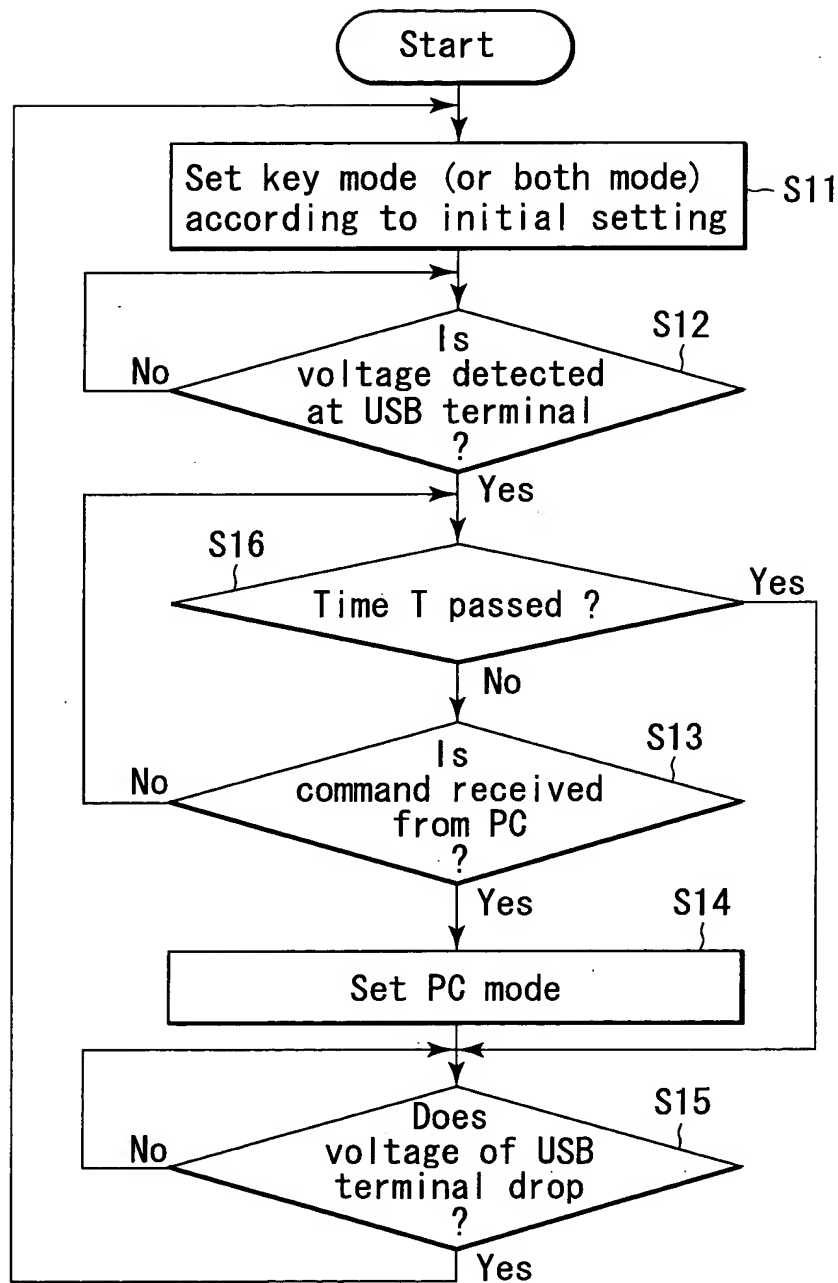 Start
Set key mode (or both mode)
according to initial setting
S11
S12
Is
voltage detected
at USB terminal
?
No
Yes
S16
Time T passed ?
Yes
No
S13
Is
command received
from PC
?
No
Yes
S14
Set PC mode
S15
Does
voltage of USB
terminal drop
?
No
Yes